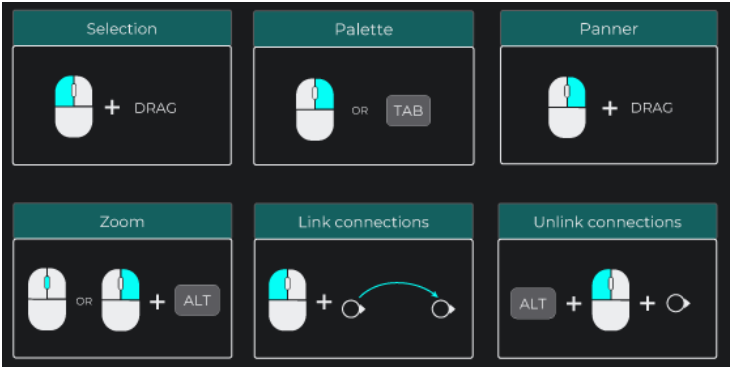 Selection
Palette
Panner
+ DRAG
OR TAB
+ DRAG
Zoom
Link connections
Unlink connections
OR + ALT
+
ALT + +